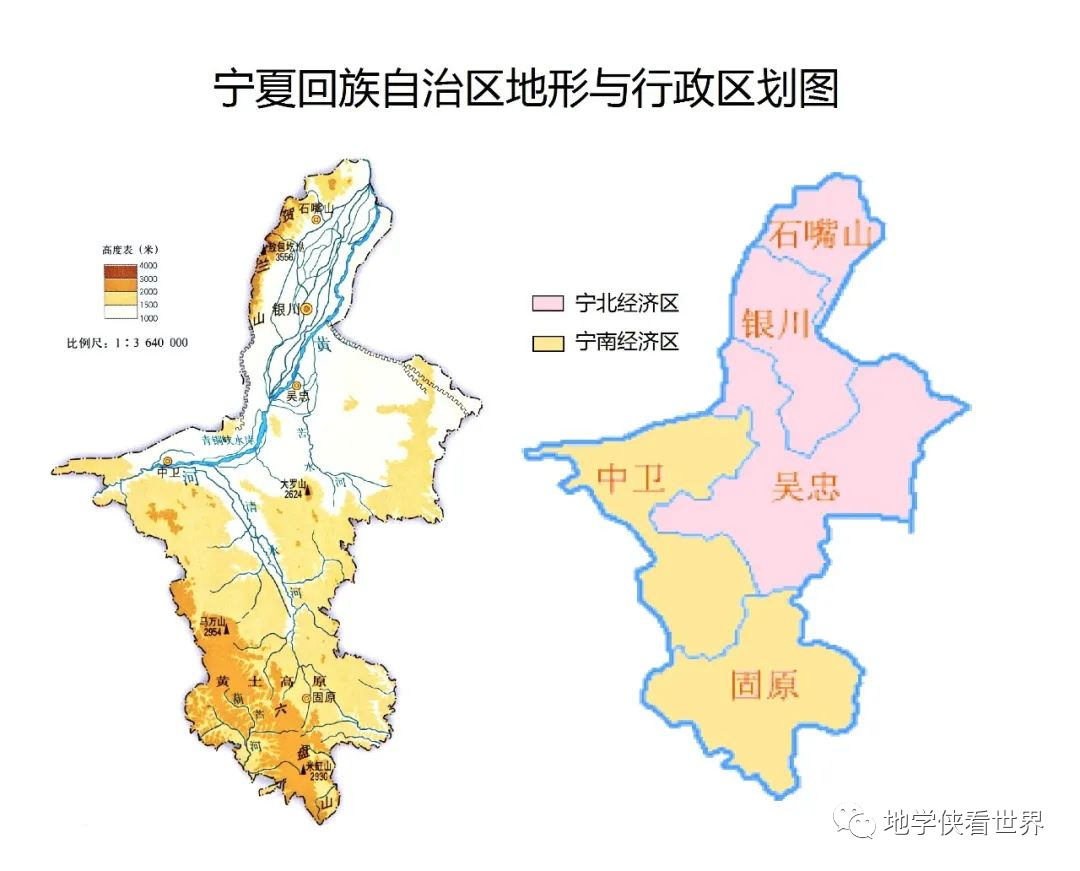 宁夏回族自治区地形与行政区划图
高度表（米）
4000
3000
2000
1500
1000
比例尺：1∶3 640 000
贺
兰
山
石嘴山
敖包圪垯
3556
银川
黄
河
吴忠
青铜峡水库
中卫
苦
水
河
大罗山
2624
清
水
河
马万山
2954
黄土高原
固原
葫
芦
河
六
盘
山
米缸山
2930
宁北经济区
宁南经济区
石嘴山
银川
中卫
吴忠
固原
地学侠看世界